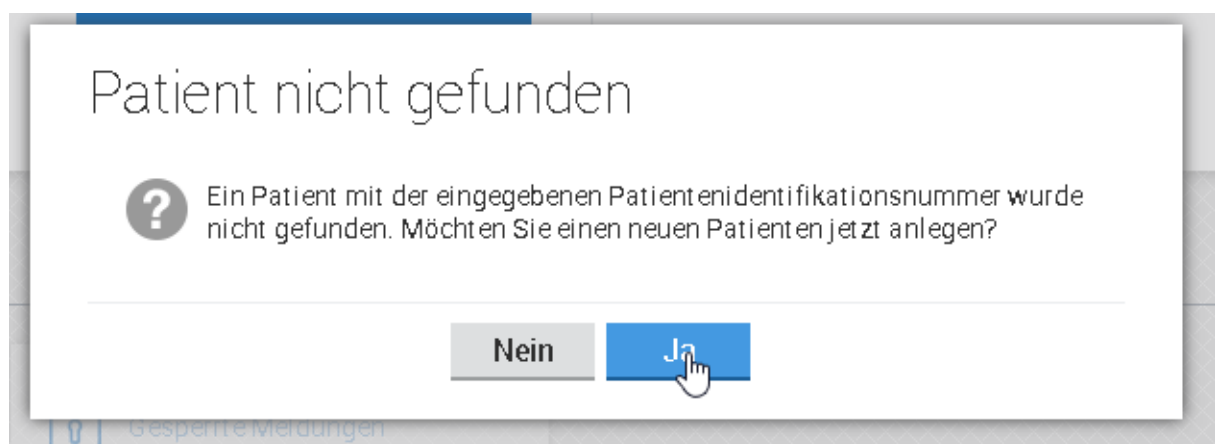 Patient nicht gefunden
Ein Patient mit der eingegebenen Patientenidentifikationsnummer wurde
nicht gefunden. Möchten Sie einen neuen Patienten jetzt anlegen?
Nein
Ja
Gesperrte Meldungen